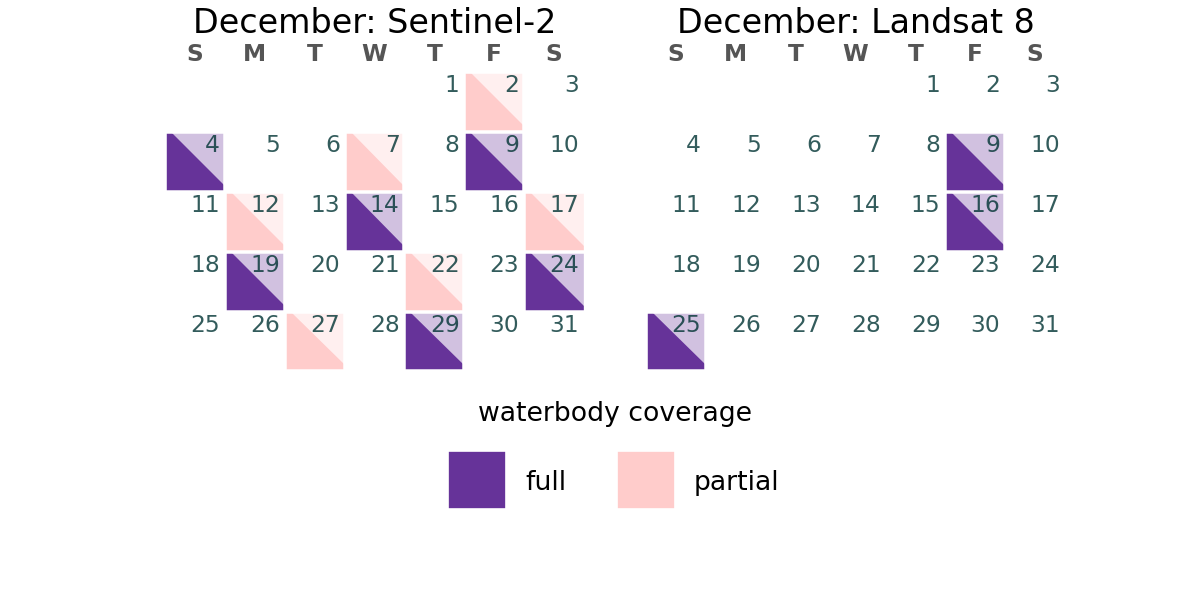 December: Sentinel-2
S M T W T F S
1 2 3
4 5 6 7 8 9 10
11 12 13 14 15 16 17
18 19 20 21 22 23 24
25 26 27 28 29 30 31
December: Landsat 8
S M T W T F S
1 2 3
4 5 6 7 8 9 10
11 12 13 14 15 16 17
18 19 20 21 22 23 24
25 26 27 28 29 30 31
waterbody coverage
full partial